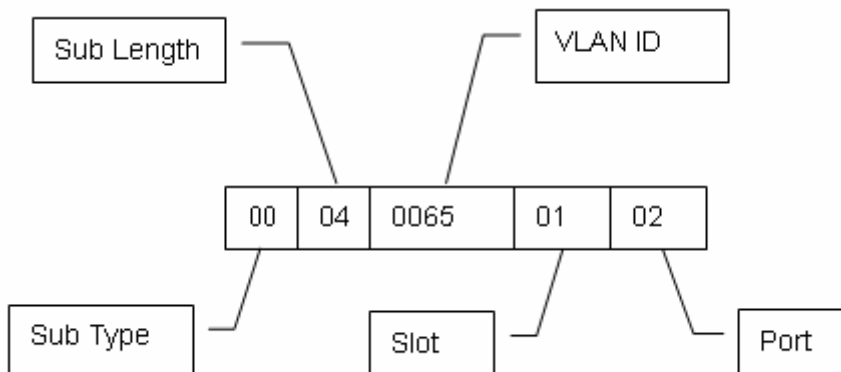 Sub Length
VLAN ID
00 04 0065 01 02
Sub Type
Slot
Port